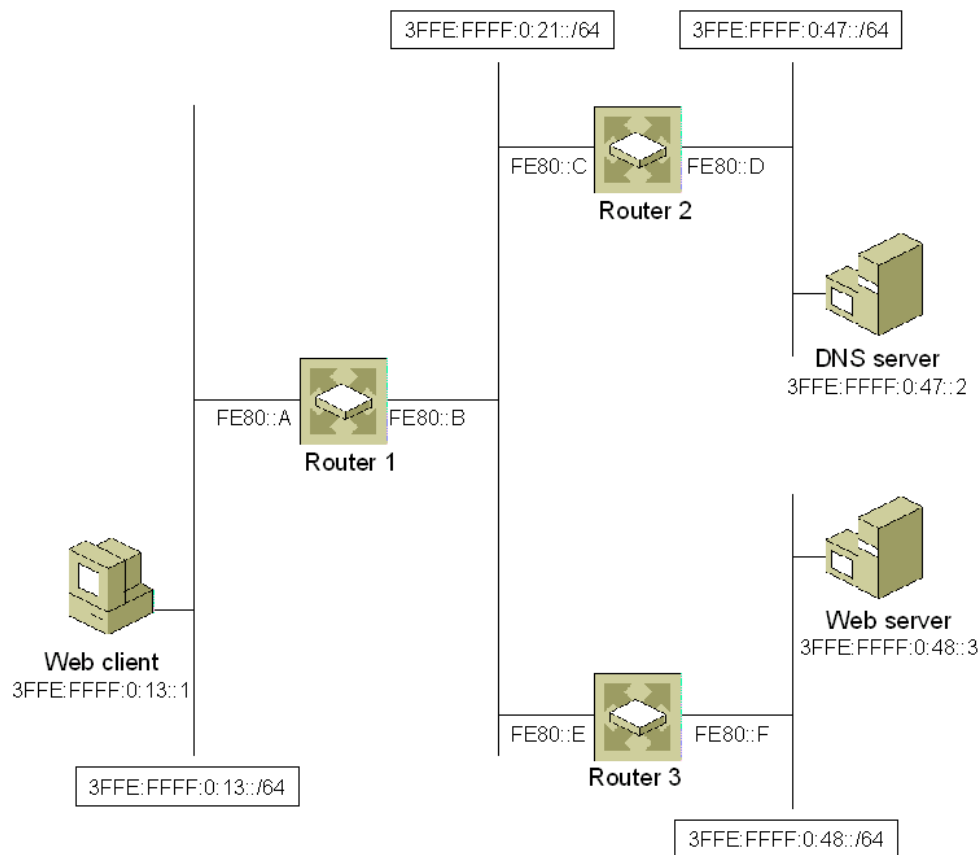 3FFE:FFFF:0:21::/64
3FFE:FFFF:0:47::/64
FE80::C
FE80::D
Router 2
DNS server
3FFE:FFFF:0:47::2
FE80::A
FE80::B
Router 1
Web client
3FFE:FFFF:0:13::1
Web server
3FFE:FFFF:0:48::3
FE80::E
FE80::F
Router 3
3FFE:FFFF:0:13::/64
3FFE:FFFF:0:48::/64